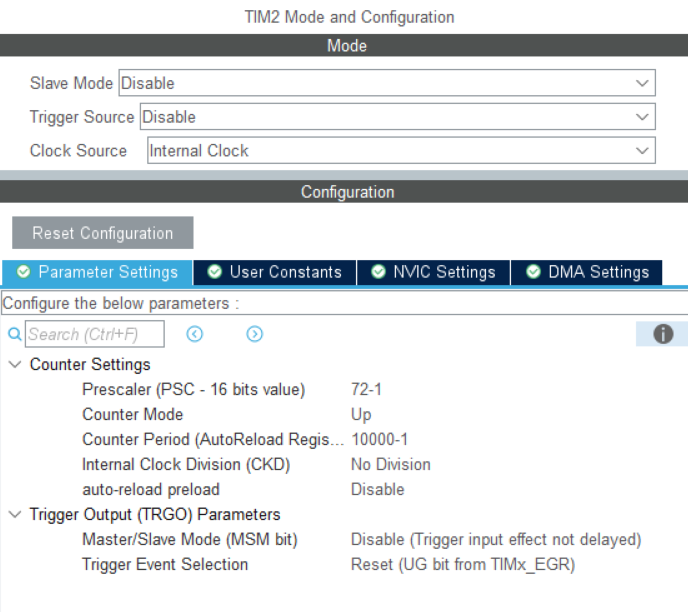 TIM2 Mode and Configuration
Mode
Slave Mode Disable
Trigger Source Disable
Clock Source Internal Clock
Configuration
Reset Configuration
Parameter Settings User Constants NVIC Settings DMA Settings
Configure the below parameters :
Search (Ctrl+F)
Counter Settings
Prescaler (PSC - 16 bits value) 72-1
Counter Mode Up
Counter Period (AutoReload Regis... 10000-1
Internal Clock Division (CKD) No Division
auto-reload preload Disable
Trigger Output (TRGO) Parameters
Master/Slave Mode (MSM bit) Disable (Trigger input effect not delayed)
Trigger Event Selection Reset (UG bit from TIMx_EGR)